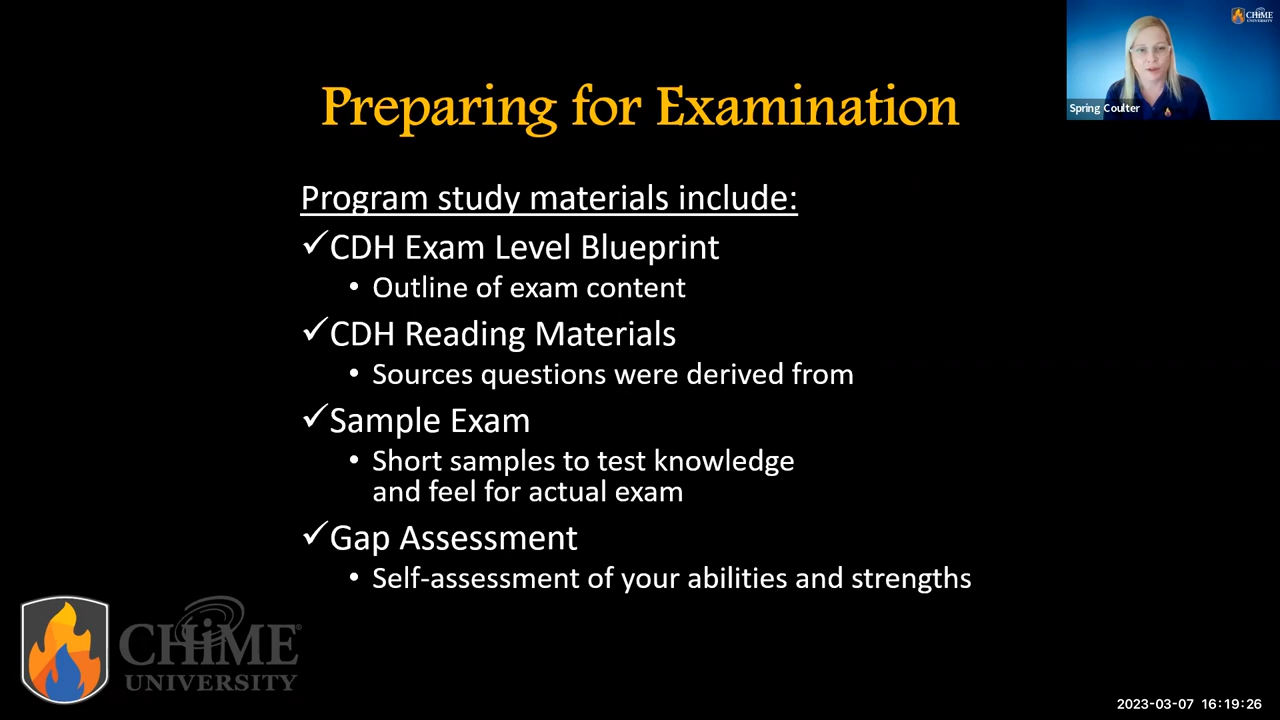 CHiME
UNIVERSITY
Spring Coulter
Preparing for Examination
Program study materials include:
✓CDH Exam Level Blueprint
• Outline of exam content
✓CDH Reading Materials
• Sources questions were derived from
✓Sample Exam
• Short samples to test knowledge
and feel for actual exam
✓Gap Assessment
• Self-assessment of your abilities and strengths
CHiME®
UNIVERSITY
2023-03-07 16:19:26